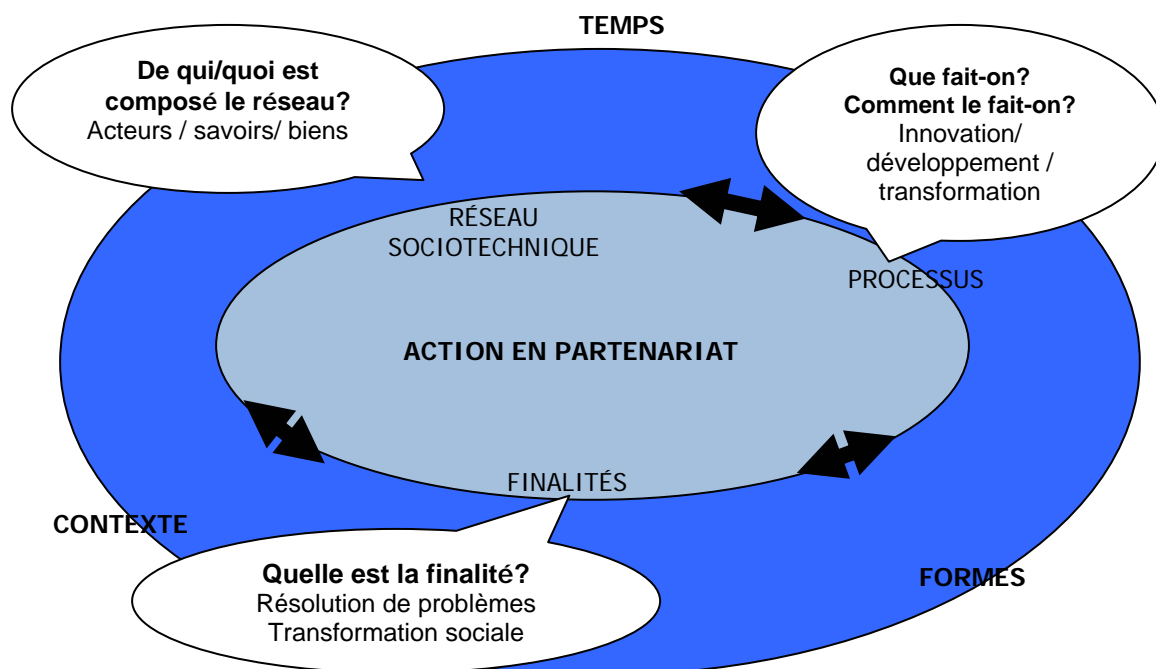 TEMPS
De qui/quoi est
composé le réseau?
Acteurs / savoirs/ biens
Que fait-on?
Comment le fait-on?
Innovation/
développement /
transformation
RÉSEAU
SOCIOTECHNIQUE
PROCESSUS
ACTION EN PARTENARIAT
FINALITÉS
CONTEXTE
Quelle est la finalité?
Résolution de problèmes
Transformation sociale
FORMES